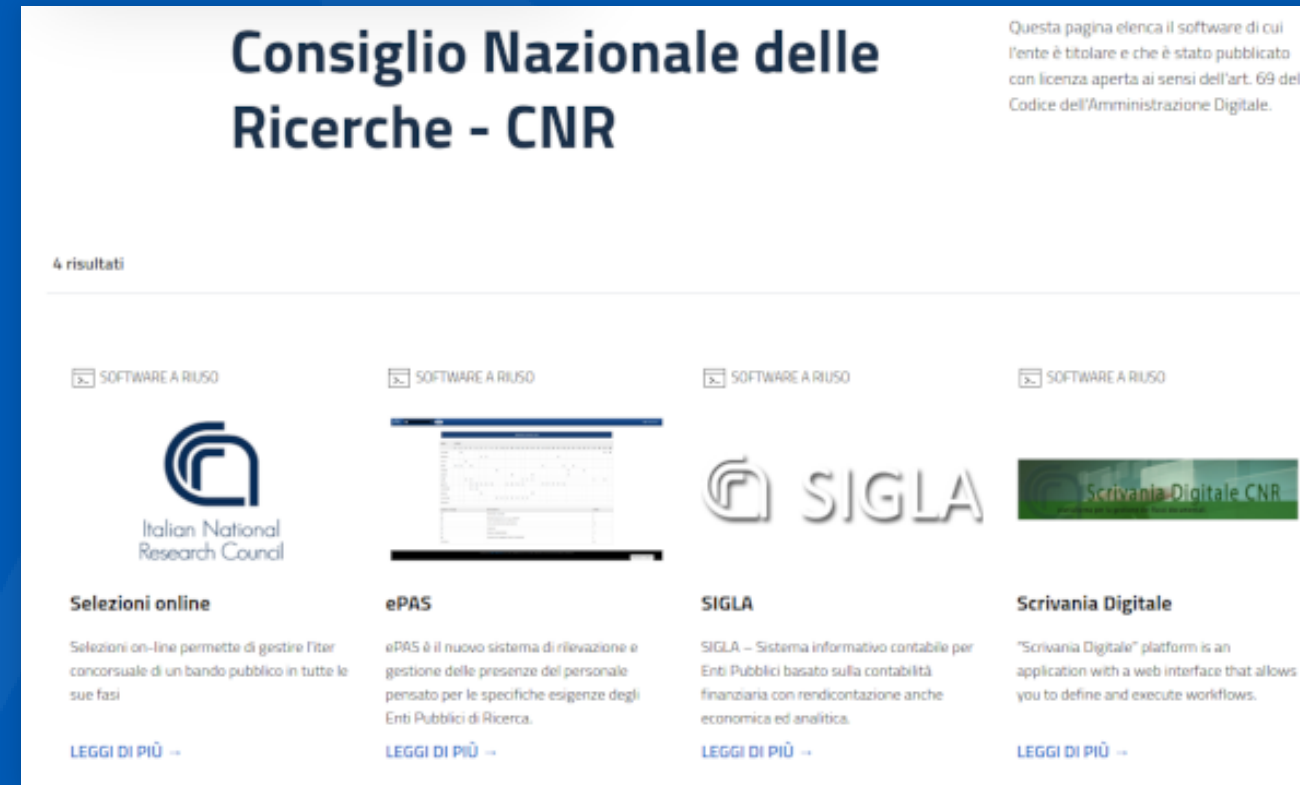 Consiglio Nazionale delle
Ricerche - CNR
Questa pagina elenca il software di cui
l'ente è titolare e che è stato pubblicato
con licenza aperta ai sensi dell'art. 69 del
Codice dell'Amministrazione Digitale.
4 risultati
SOFTWARE A RIUSO
Italian National
Research Council
Selezioni online
Selezioni on-line permette di gestire l'iter
concorsuale di un bando pubblico in tutte le
sue fasi
LEGGI DI PIÙ →
SOFTWARE A RIUSO
ePAS
ePAS è il nuovo sistema di rilevazione e
gestione delle presenze del personale
pensato per le specifiche esigenze degli
Enti Pubblici di Ricerca.
LEGGI DI PIÙ →
SOFTWARE A RIUSO
SIGLA
SIGLA
SIGLA – Sistema informativo contabile per
Enti Pubblici basato sulla contabilità
finanziaria con rendicontazione anche
economica ed analitica.
LEGGI DI PIÙ →
SOFTWARE A RIUSO
Scrivania Digitale CNR
Scrivania Digitale
"Scrivania Digitale" platform is an
application with a web interface that allows
you to define and execute workflows.
LEGGI DI PIÙ →